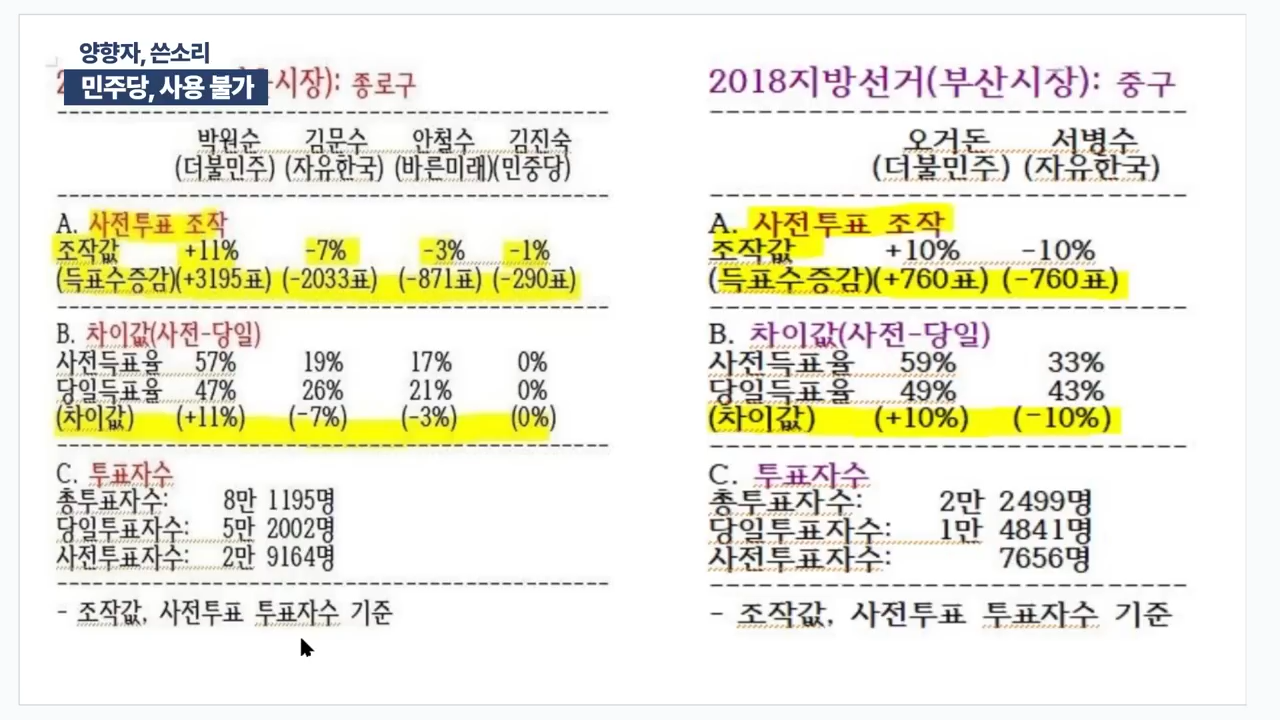 양향자, 쓴소리
민주당, 사용 불가
시장): 종로구
박원순 김문수 안철수 김진숙
(더불민주) (자유한국) (바른미래)(민중당)
A. 사전투표 조작
조작값 +11% -7% -3% -1%
(득표수증감)(+3195표) (-2033표) (-871표) (-290표)
B. 차이값(사전-당일)
사전득표율 57% 19% 17% 0%
당일득표율 47% 26% 21% 0%
(차이값) (+11%) (-7%) (-3%) (0%)
C. 투표자수
총투표자수: 8만 1195명
당일투표자수: 5만 2002명
사전투표자수: 2만 9164명
- 조작값, 사전투표 투표자수 기준
2018지방선거(부산시장): 중구
오거돈 서병수
(더불민주) (자유한국)
A. 사전투표 조작
조작값 +10% -10%
(득표수증감)(+760표) (-760표)
B. 차이값(사전-당일)
사전득표율 59% 33%
당일득표율 49% 43%
(차이값) (+10%) (-10%)
C. 투표자수
총투표자수: 2만 2499명
당일투표자수: 1만 4841명
사전투표자수: 7656명
- 조작값, 사전투표 투표자수 기준